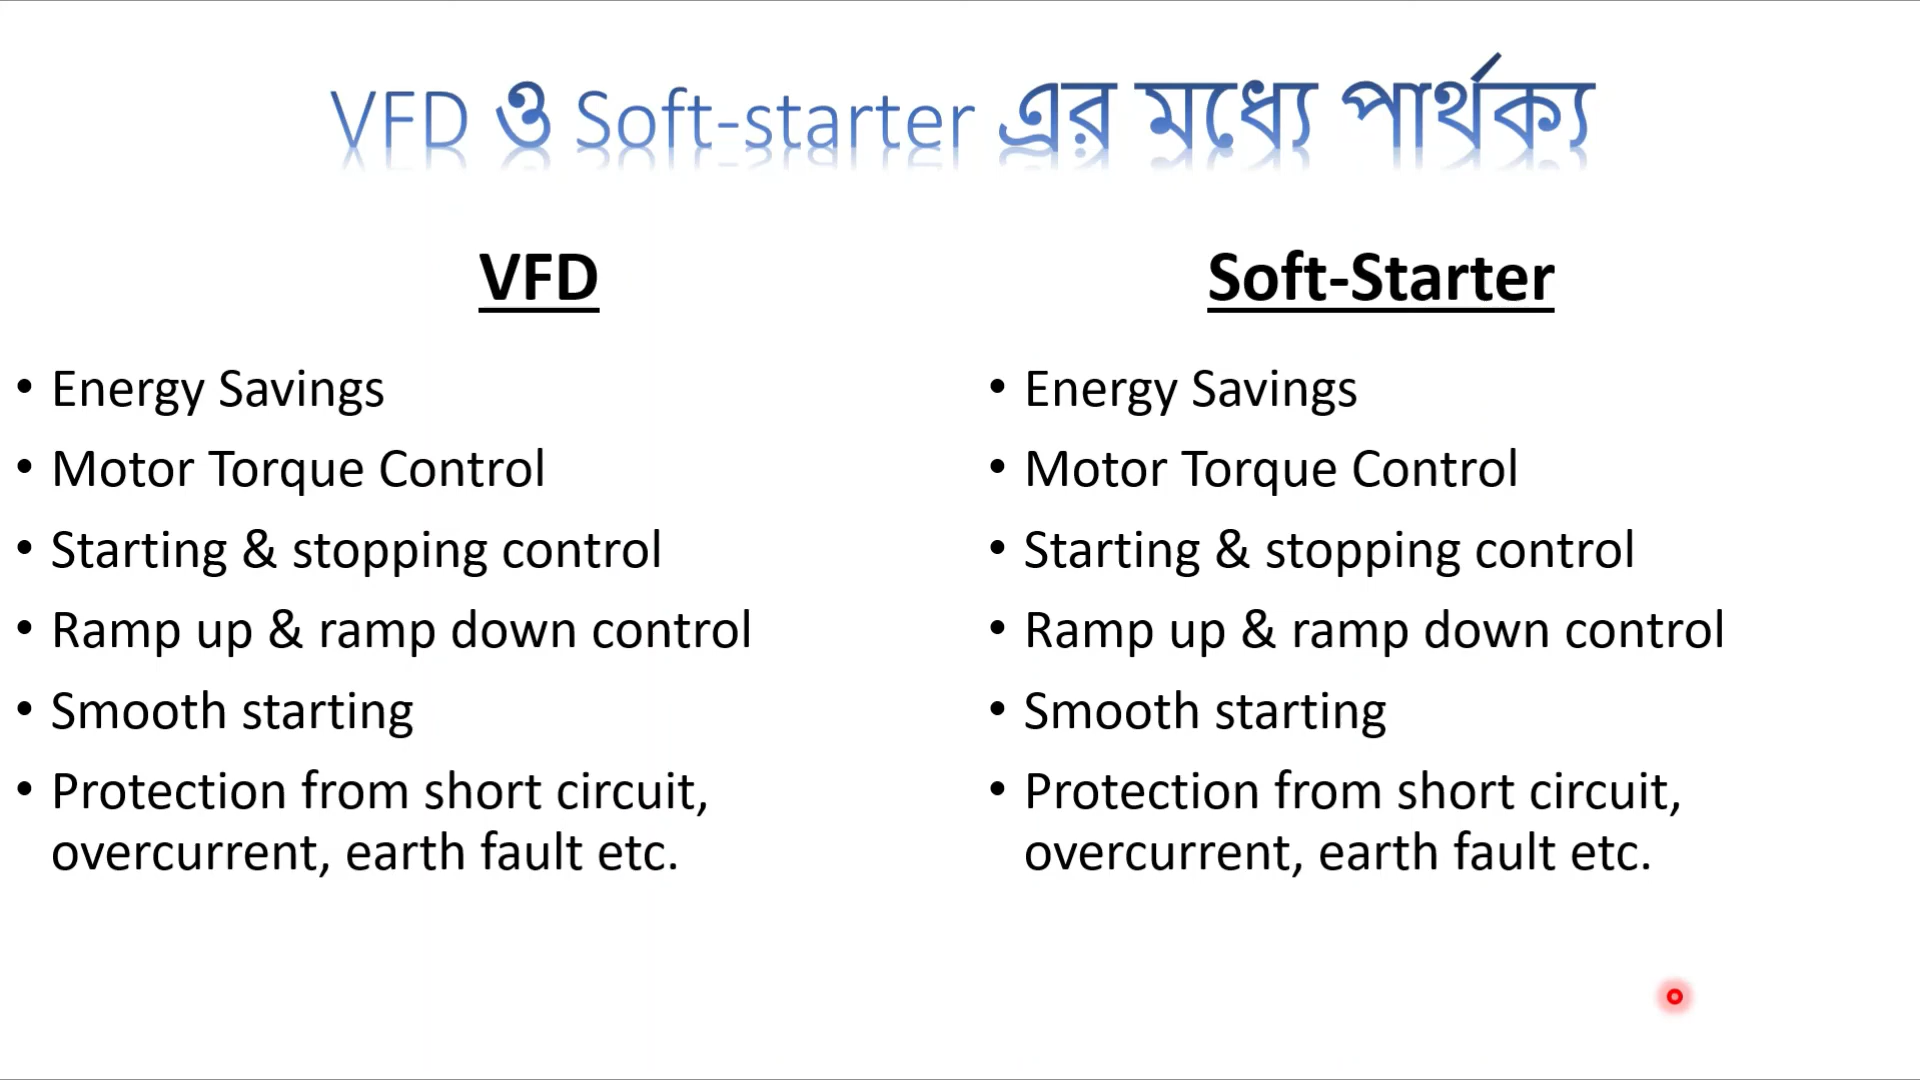 VFD ও Soft-starter এর মধ্যে পার্থক্য
VFD
• Energy Savings
• Motor Torque Control
• Starting & stopping control
• Ramp up & ramp down control
• Smooth starting
• Protection from short circuit,
overcurrent, earth fault etc.
Soft-Starter
• Energy Savings
• Motor Torque Control
• Starting & stopping control
• Ramp up & ramp down control
• Smooth starting
• Protection from short circuit,
overcurrent, earth fault etc.